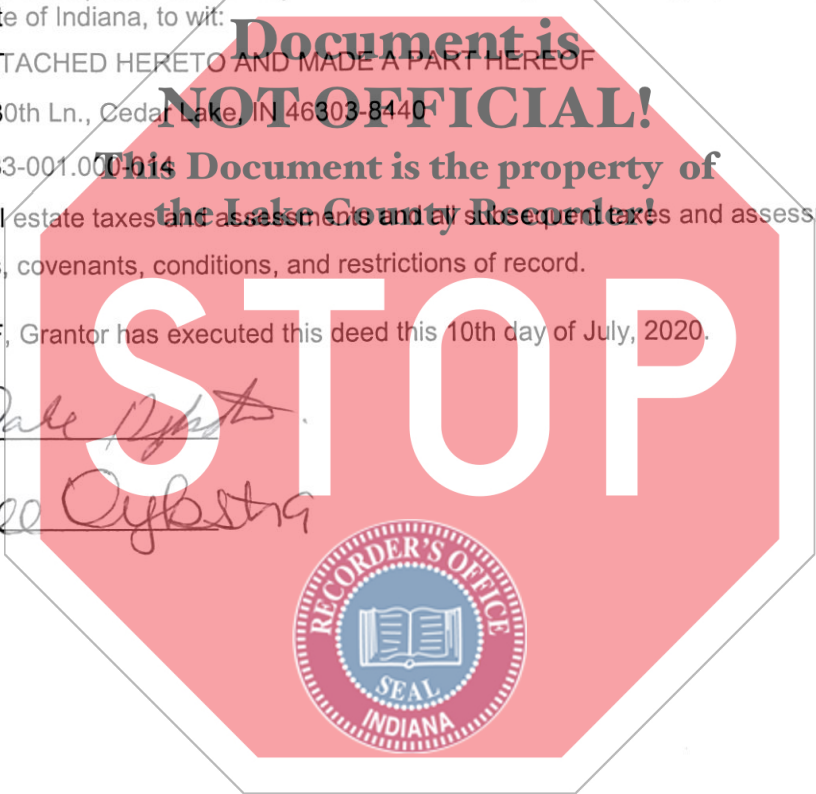 te of Indiana, to wit:
Document is
TACHED HERETO AND MADE A PART HEREOF
NOT OFFICIAL!
0th Ln., Cedar Lake, IN 46303-8440
This Document is the property of
3-001.000-014
the Lake County Recorder!
l estate taxes and assessments and all subsequent taxes and assess
, covenants, conditions, and restrictions of record.
, Grantor has executed this deed this 10th day of July, 2020.
STOP
Dale Dykstra
Dykstra
RECORDER'S OFFICE
SEAL
INDIANA